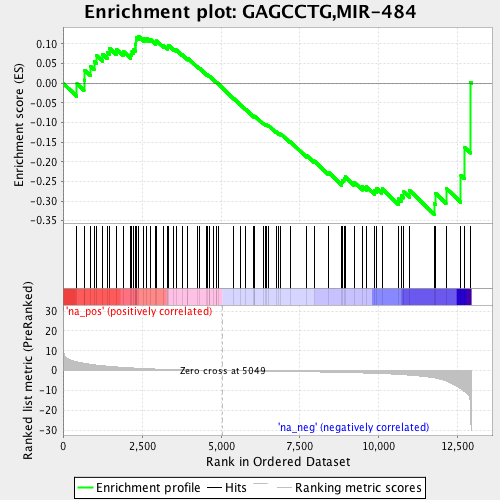 Enrichment plot: GAGCCTG,MIR-484
Enrichment score (ES)
0.10
0.05
0.00
-0.05
-0.10
-0.15
-0.20
-0.25
-0.30
-0.35
Ranked list metric (PreRanked)
'na_pos' (positively correlated)
30
20
10
0
-10
-20
-30
Zero cross at 5049
'na_neg' (negatively correlated)
0
2,500
5,000
7,500
10,000
12,500
Rank in Ordered Dataset
Enrichment profile
Hits
Ranking metric scores